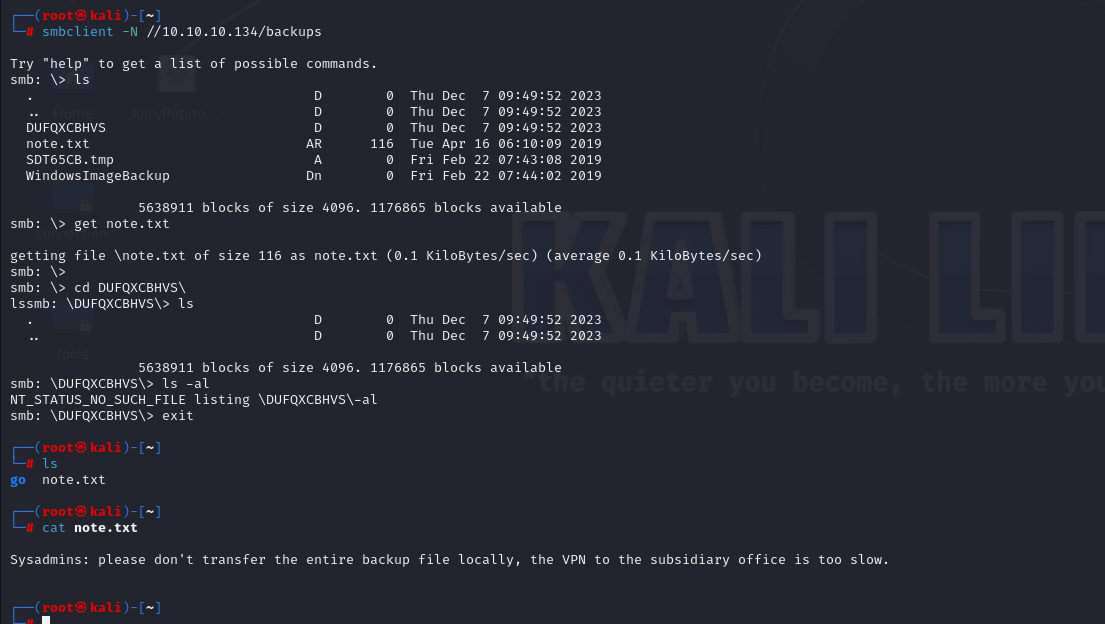 ┌──(root㉿kali)-[~]
└─# smbclient -N //10.10.10.134/backups
Try "help" to get a list of possible commands.
smb: \> ls
  .                                   D        0  Thu Dec  7 09:49:52 2023
  ..                                  D        0  Thu Dec  7 09:49:52 2023
  DUFQXCBHVS                          D        0  Thu Dec  7 09:49:52 2023
  note.txt                           AR      116  Tue Apr 16 06:10:09 2019
  SDT65CB.tmp                         A        0  Fri Feb 22 07:43:08 2019
  WindowsImageBackup                 Dn        0  Fri Feb 22 07:44:02 2019
                5638911 blocks of size 4096. 1176865 blocks available
smb: \> get note.txt
getting file \note.txt of size 116 as note.txt (0.1 KiloBytes/sec) (average 0.1 KiloBytes/sec)
smb: \>
smb: \> cd DUFQXCBHVS\
lssmb: \DUFQXCBHVS\> ls
  .                                   D        0  Thu Dec  7 09:49:52 2023
  ..                                  D        0  Thu Dec  7 09:49:52 2023
                5638911 blocks of size 4096. 1176865 blocks available
smb: \DUFQXCBHVS\> ls -al
NT_STATUS_NO_SUCH_FILE listing \DUFQXCBHVS\-al
smb: \DUFQXCBHVS\> exit
┌──(root㉿kali)-[~]
└─# ls
go  note.txt
┌──(root㉿kali)-[~]
└─# cat note.txt
Sysadmins: please don't transfer the entire backup file locally, the VPN to the subsidiary office is too slow.
┌──(root㉿kali)-[~]
└─#
Home
JuicyPotato...
tools
KALI LI
"the quieter you become, the more you